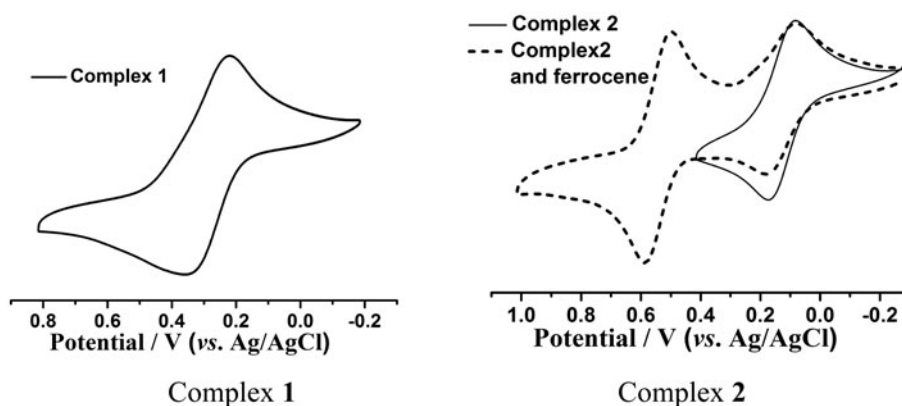 Complex 1
0.8 0.6 0.4 0.2 0.0 -0.2
Potential / V (vs. Ag/AgCl)
Complex 1
Complex 2
Complex2
and ferrocene
1.0 0.8 0.6 0.4 0.2 0.0 -0.2
Potential / V (vs. Ag/AgCl)
Complex 2